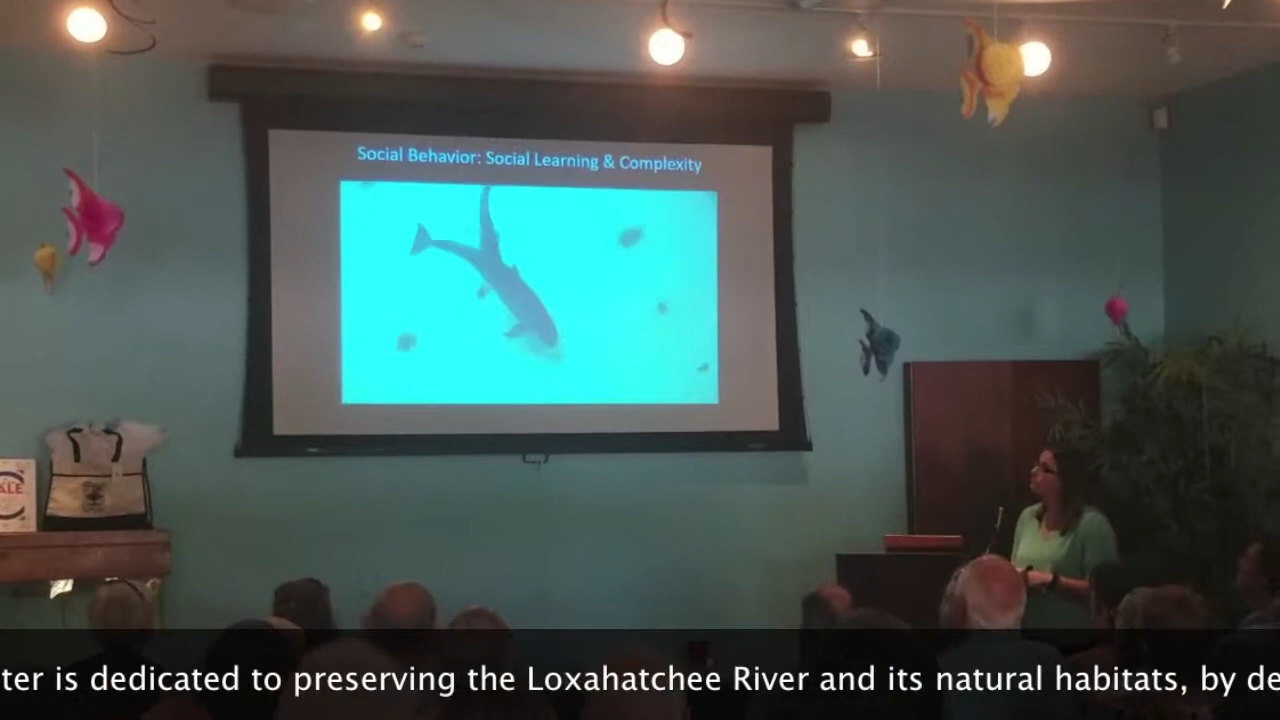 Social Behavior: Social Learning & Complexity
ALE
ter is dedicated to preserving the Loxahatchee River and its natural habitats, by de